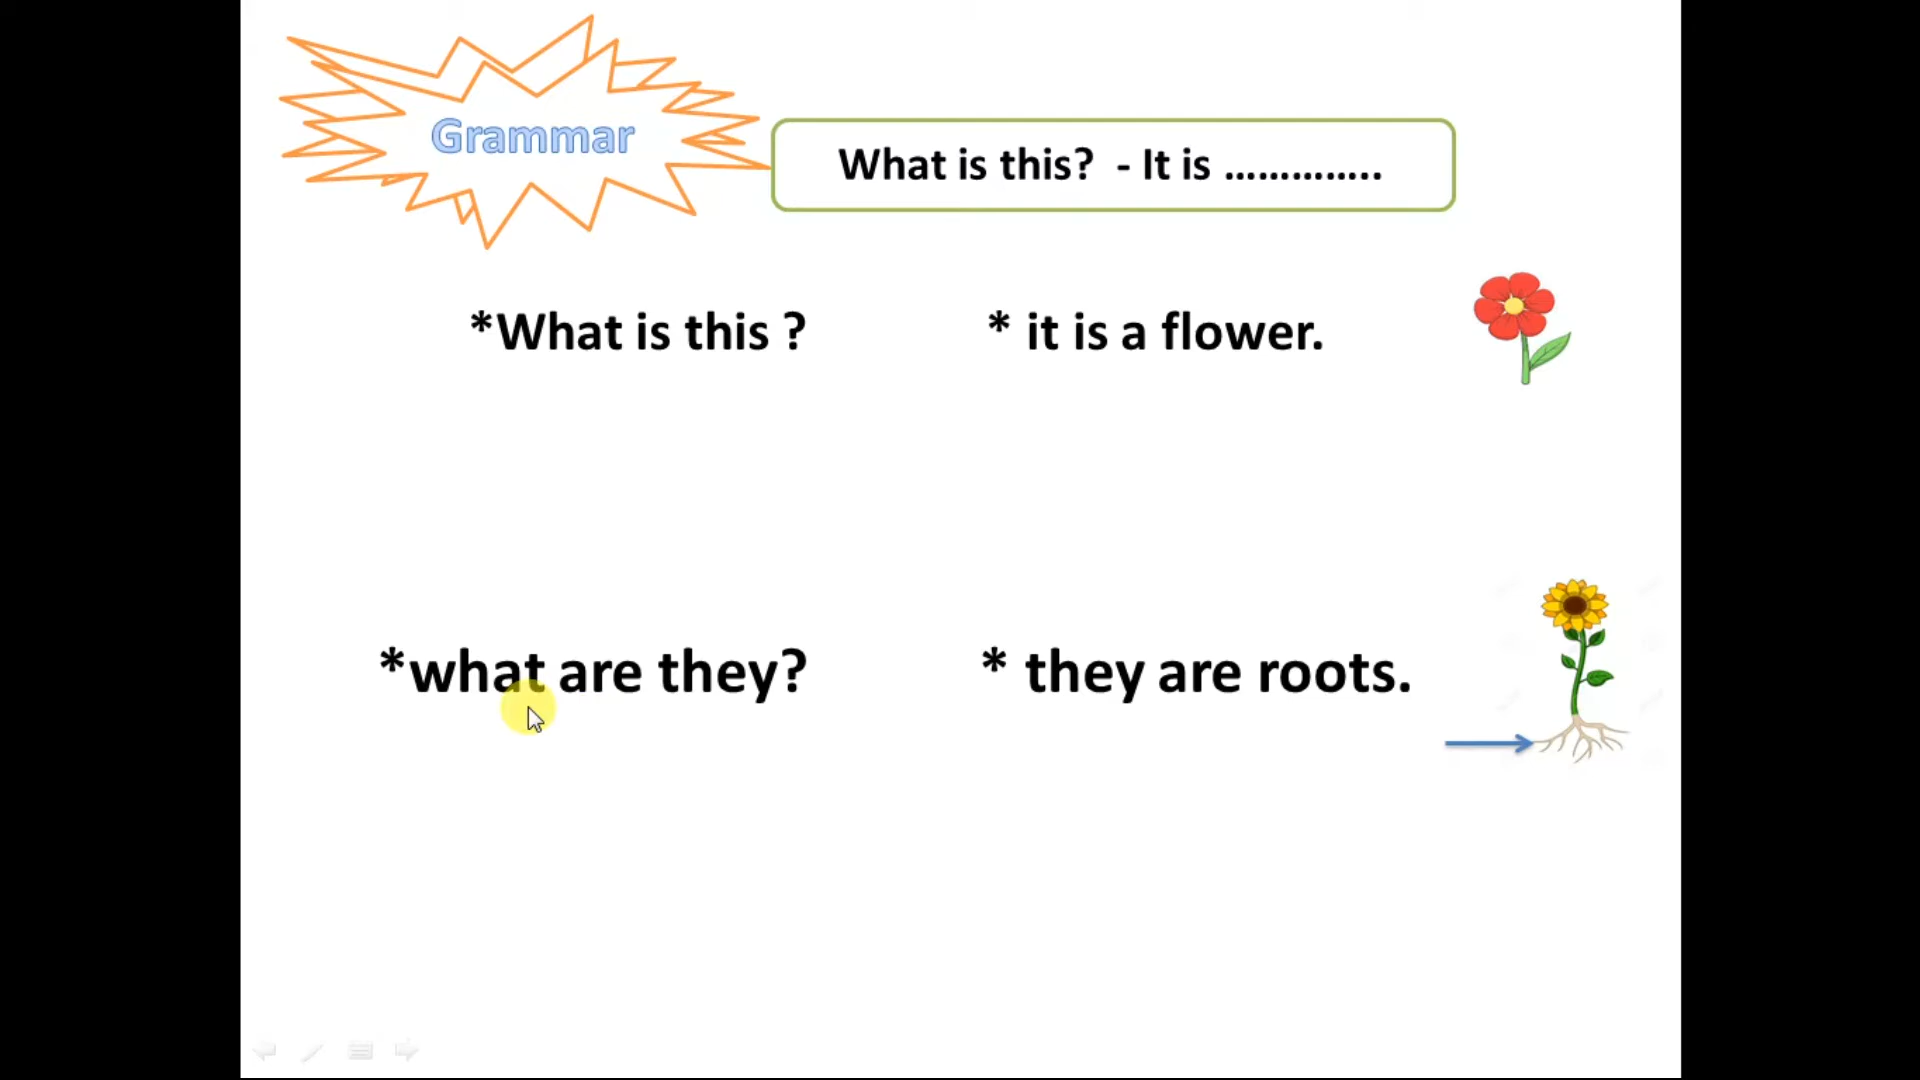 Grammar
What is this?  - It is …………..
*What is this ?
* it is a flower.
*what are they?
* they are roots.